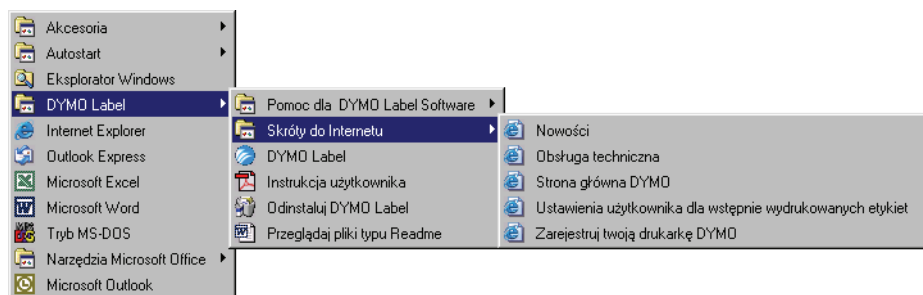 Akcesoria
Autostart
Eksplorator Windows
DYMO Label
Internet Explorer
Outlook Express
Microsoft Excel
Microsoft Word
Tryb MS-DOS
Narzędzia Microsoft Office
Microsoft Outlook
Pomoc dla DYMO Label Software
Skróty do Internetu
DYMO Label
Instrukcja użytkownika
Odinstaluj DYMO Label
Przeglądaj pliki typu Readme
Nowości
Obsługa techniczna
Strona główna DYMO
Ustawienia użytkownika dla wstępnie wydrukowanych etykiet
Zarejestruj twoją drukarkę DYMO